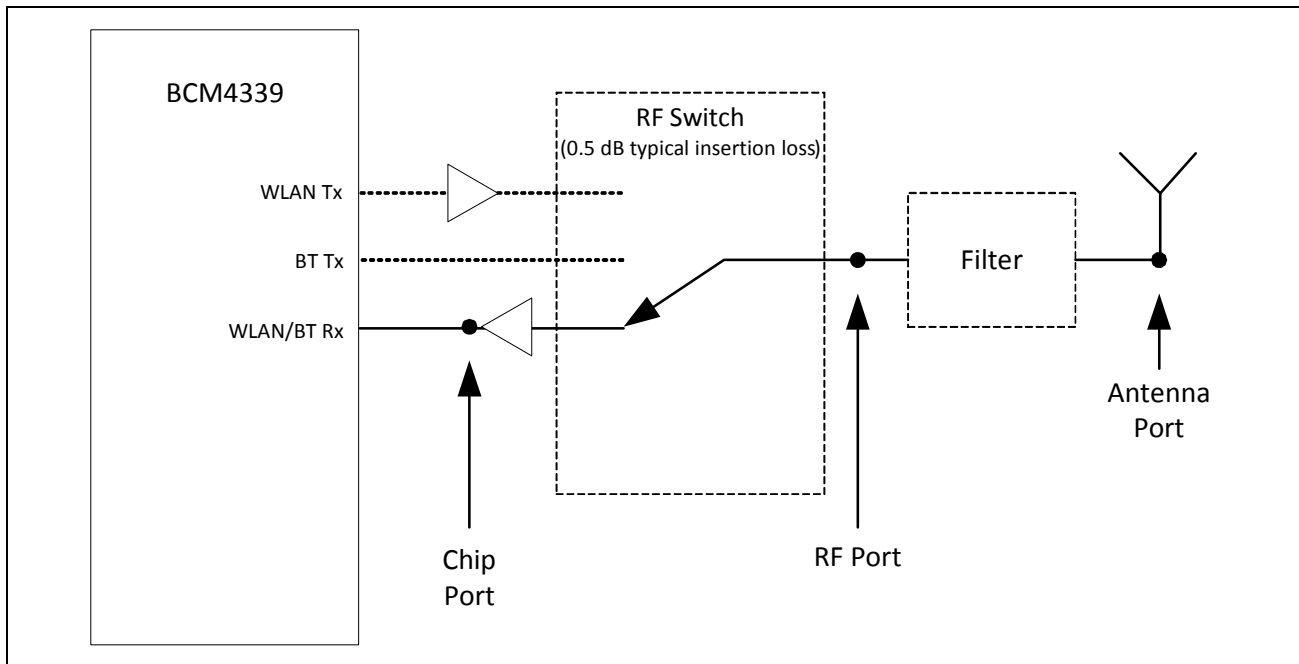 BCM4339
RF Switch
(0.5 dB typical insertion loss)
WLAN Tx
BT Tx
WLAN/BT Rx
Filter
Antenna
Port
Chip
Port
RF Port